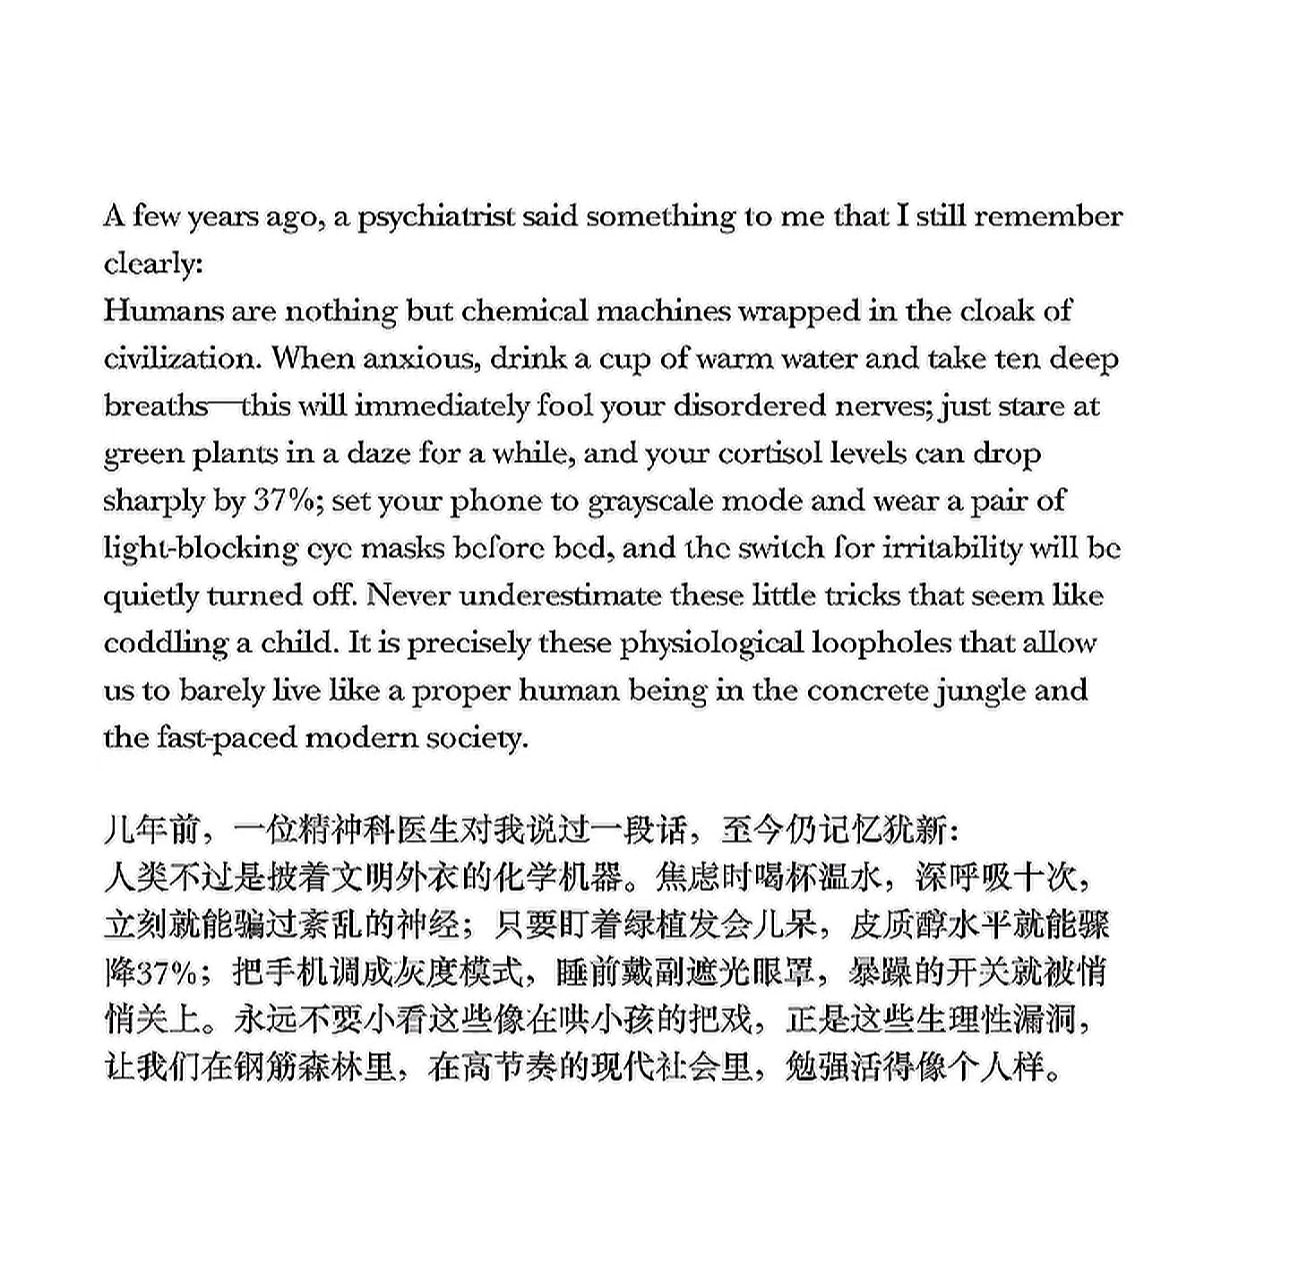 A few years ago, a psychiatrist said something to me that I still remember
clearly:
Humans are nothing but chemical machines wrapped in the cloak of
civilization. When anxious, drink a cup of warm water and take ten deep
breaths—this will immediately fool your disordered nerves; just stare at
green plants in a daze for a while, and your cortisol levels can drop
sharply by 37%; set your phone to grayscale mode and wear a pair of
light-blocking eye masks before bed, and the switch for irritability will be
quietly turned off. Never underestimate these little tricks that seem like
coddling a child. It is precisely these physiological loopholes that allow
us to barely live like a proper human being in the concrete jungle and
the fast-paced modern society.
几年前，一位精神科医生对我说过一段话，至今仍记忆犹新：
人类不过是披着文明外衣的化学机器。焦虑时喝杯温水，深呼吸十次，
立刻就能骗过紊乱的神经；只要盯着绿植发会儿呆，皮质醇水平就能骤
降37%；把手机调成灰度模式，睡前戴副遮光眼罩，暴躁的开关就被悄
悄关上。永远不要小看这些像在哄小孩的把戏，正是这些生理性漏洞，
让我们在钢筋森林里，在高节奏的现代社会里，勉强活得像个人样。